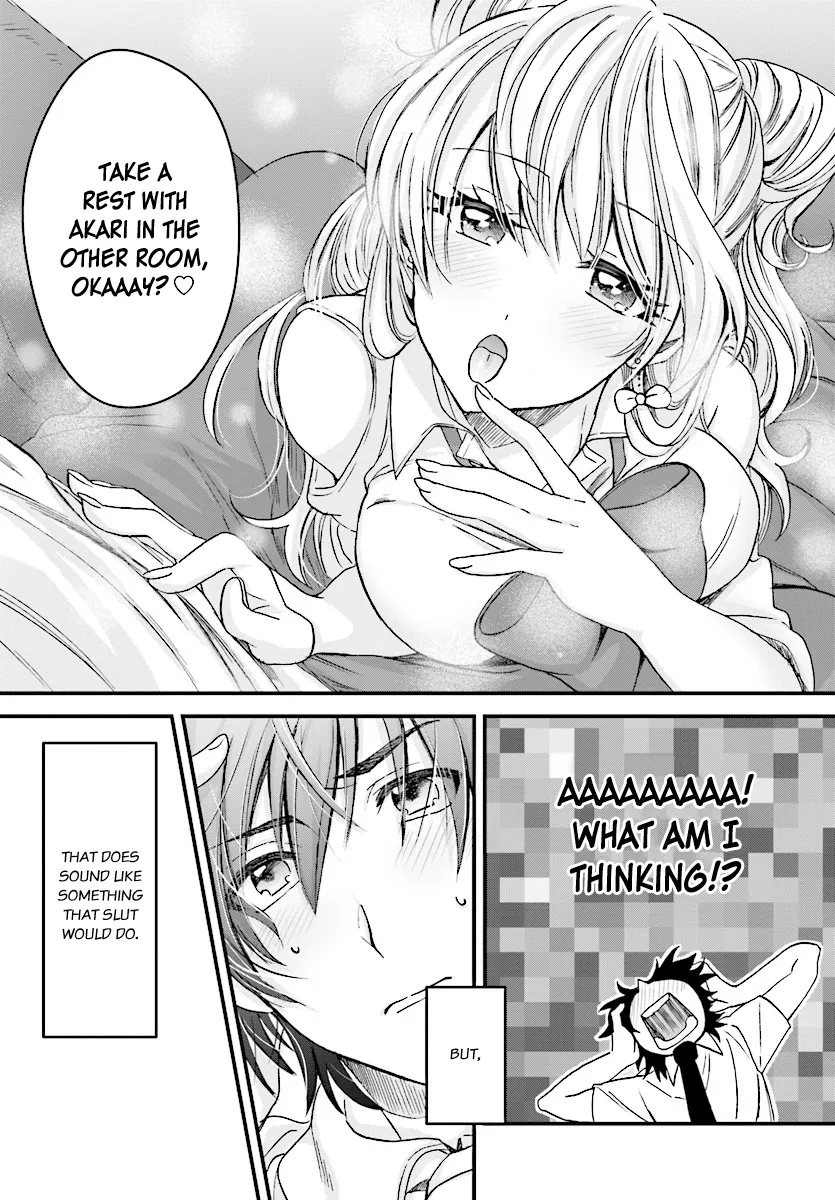 TAKE A
REST WITH
AKARI IN THE
OTHER ROOM,
OKAAAY?♡
AAAAAAAAA!
WHAT AM I
THINKING!?
BUT,
THAT DOES
SOUND LIKE
SOMETHING
THAT SLUT
WOULD DO.